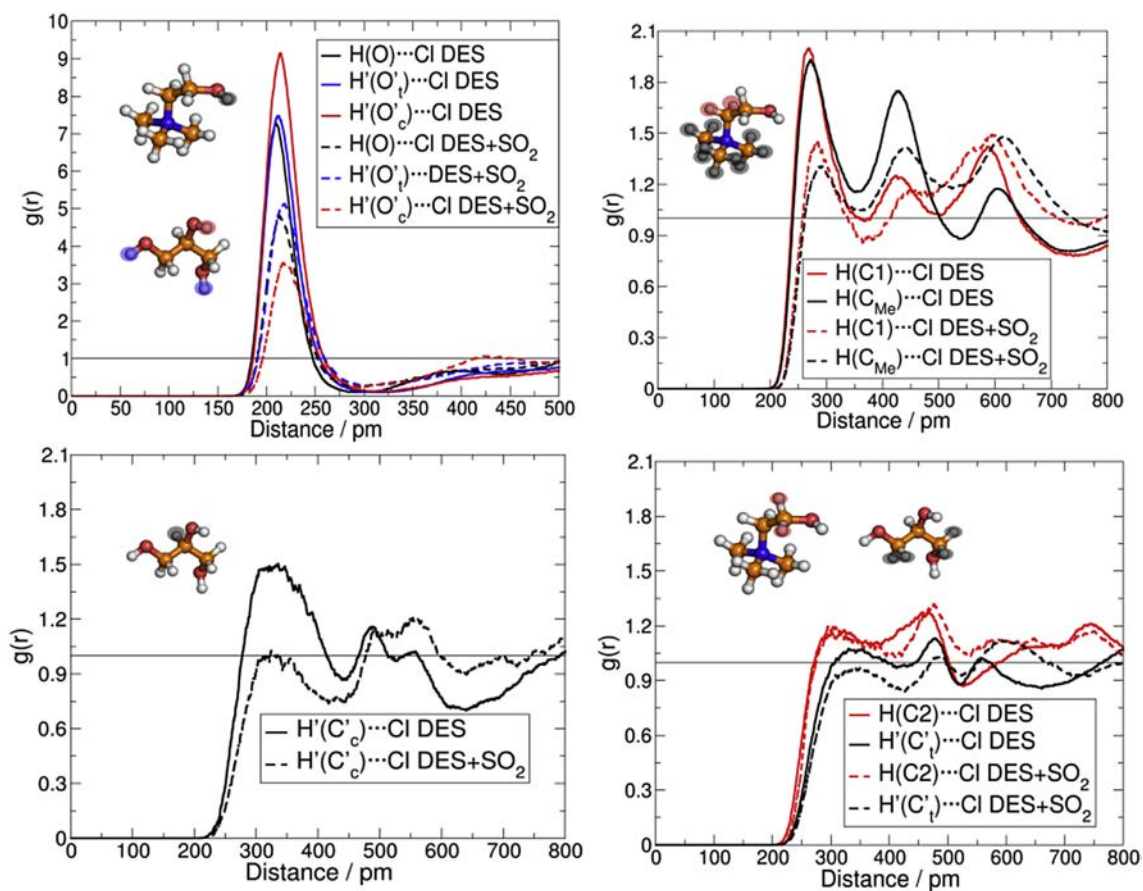 g(r)
10
9
8
7
6
5
4
3
2
1
0
H(O)···Cl DES
H'(O't)···Cl DES
H'(O'c)···Cl DES
H(O)···Cl DES+SO2
H'(O't)···DES+SO2
H'(O'c)···Cl DES+SO2
0 50 100 150 200 250 300 350 400 450 500
Distance / pm
g(r)
2.1
1.8
1.5
1.2
0.9
0.6
0.3
0
H(C1)···Cl DES
H(CMe)···Cl DES
H(C1)···Cl DES+SO2
H(CMe)···Cl DES+SO2
0 100 200 300 400 500 600 700 800
Distance / pm
g(r)
2.1
1.8
1.5
1.2
0.9
0.6
0.3
0
H'(C'c)···Cl DES
H'(C'c)···Cl DES+SO2
0 100 200 300 400 500 600 700 800
Distance / pm
g(r)
2.1
1.8
1.5
1.2
0.9
0.6
0.3
0
H(C2)···Cl DES
H'(C't)···Cl DES
H(C2)···Cl DES+SO2
H'(C't)···Cl DES+SO2
0 100 200 300 400 500 600 700 800
Distance / pm